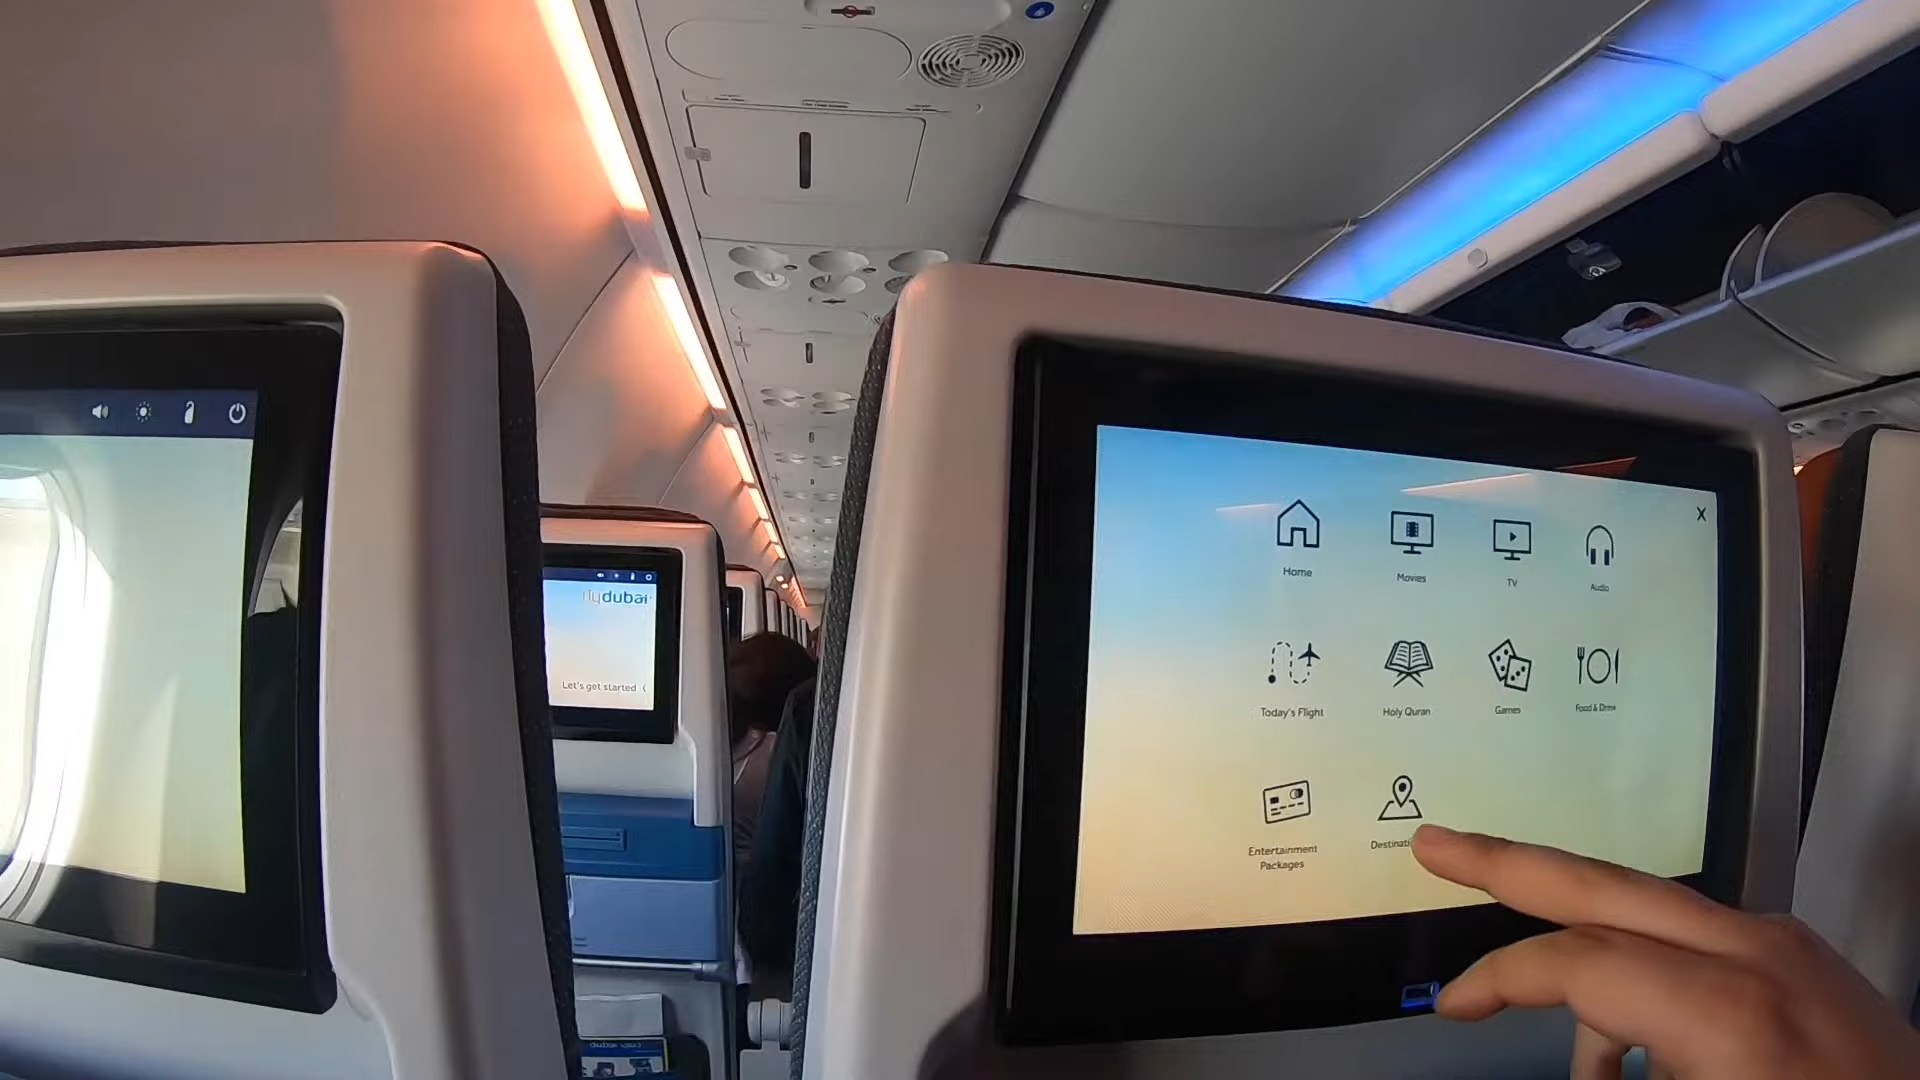 flydubai
Let's get started
X
Home
Movies
TV
Audio
Today's Flight
Holy Quran
Games
Food & Drink
Entertainment
Packages